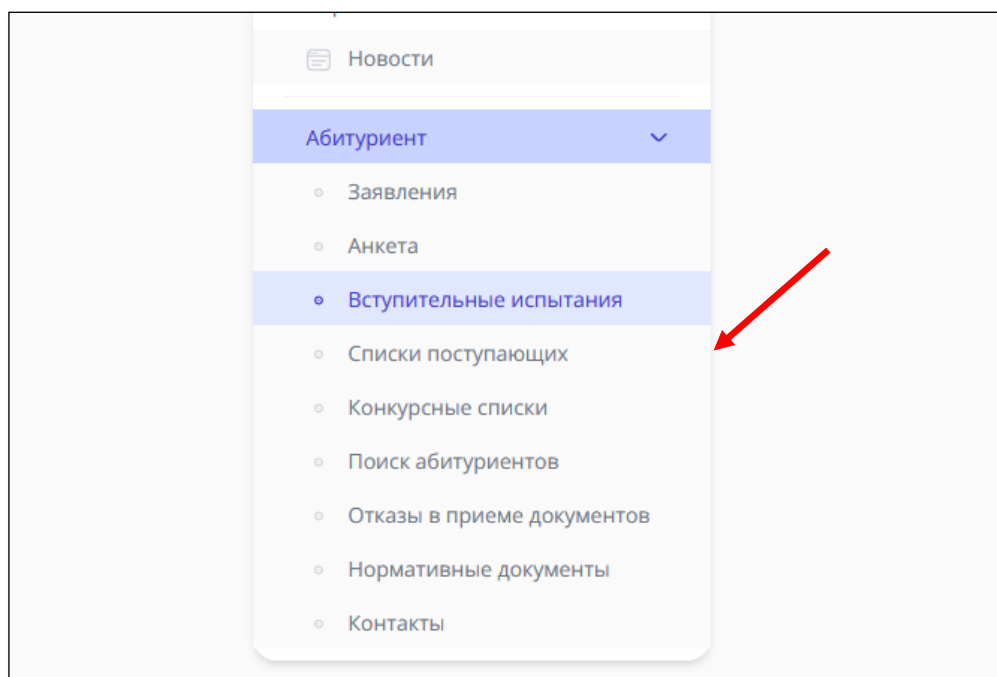 Новости
Абитуриент
Заявления
Анкета
Вступительные испытания
Списки поступающих
Конкурсные списки
Поиск абитуриентов
Отказы в приеме документов
Нормативные документы
Контакты